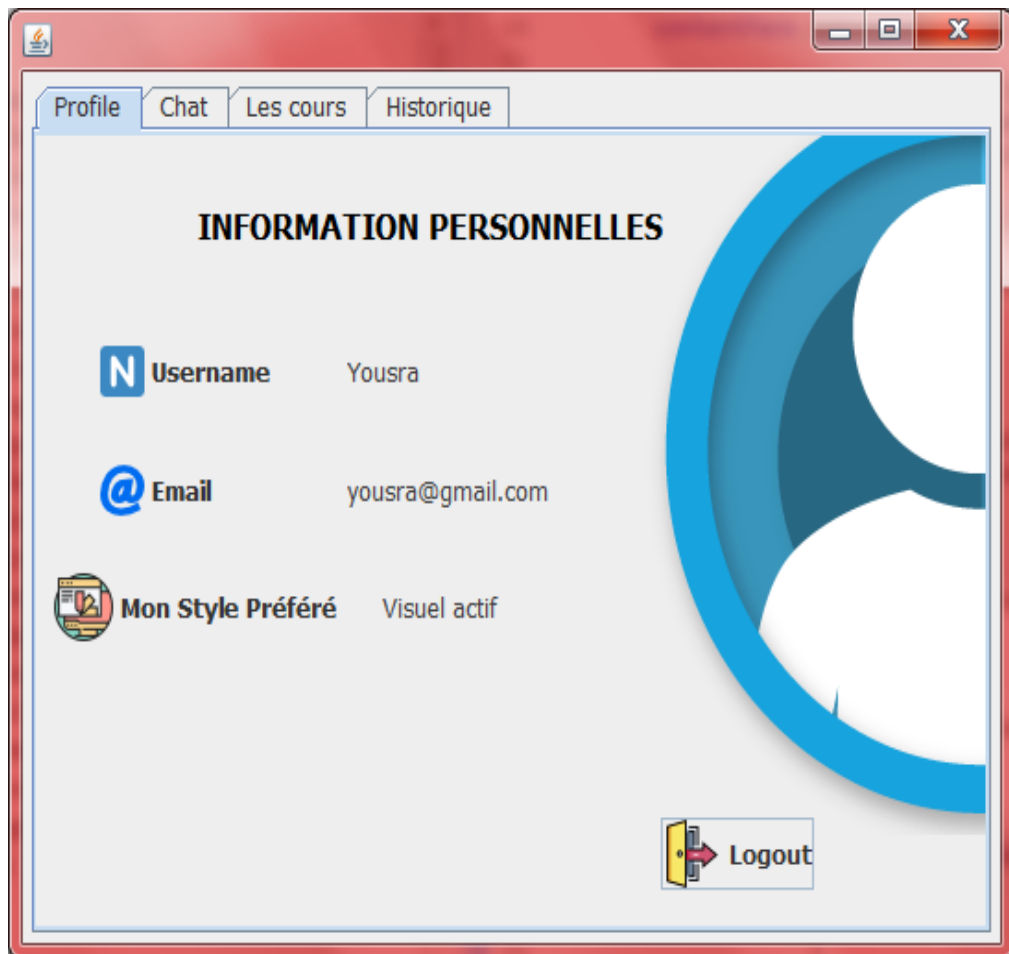 Profile Chat Les cours Historique
INFORMATION PERSONNELLES
N Username Yousra
@ Email yousra@gmail.com
Mon Style Préféré Visuel actif
Logout